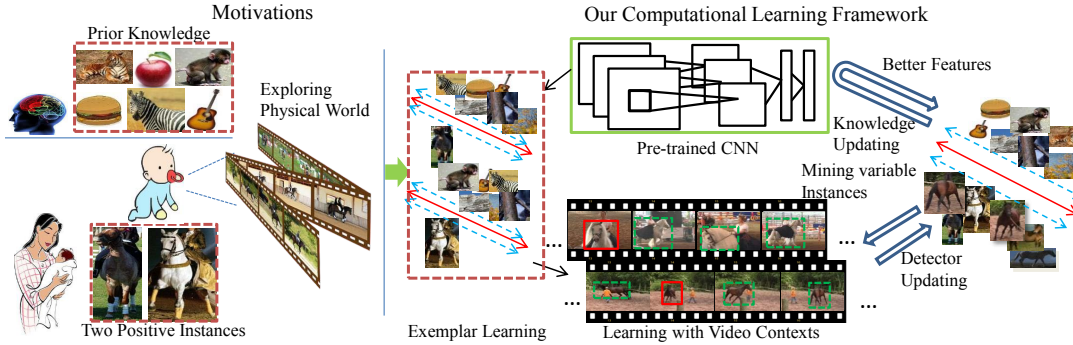 Motivations
Prior Knowledge
Exploring
Physical World
Two Positive Instances
Our Computational Learning Framework
Pre-trained CNN
Better Features
Knowledge
Updating
Mining variable
Instances
Detector
Updating
...
...
...
...
Exemplar Learning
Learning with Video Contexts